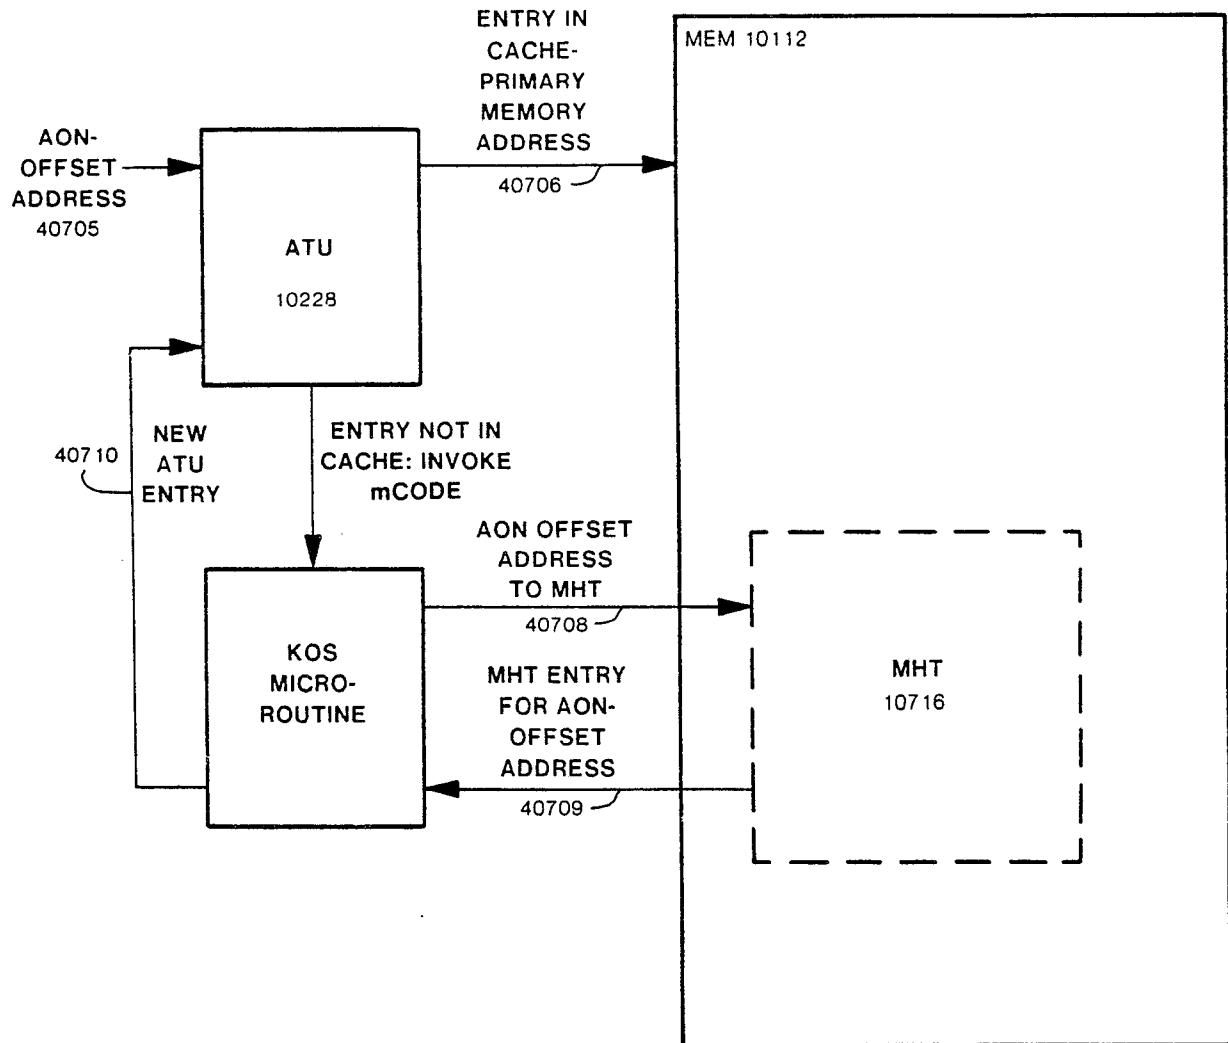 ENTRY IN
CACHE-
PRIMARY
MEMORY
ADDRESS
40706
MEM 10112
AON-
OFFSET
ADDRESS
40705
ATU
10228
40710
NEW
ATU
ENTRY
ENTRY NOT IN
CACHE: INVOKE
mCODE
AON OFFSET
ADDRESS
TO MHT
40708
KOS
MICRO-
ROUTINE
MHT ENTRY
FOR AON-
OFFSET
ADDRESS
40709
MHT
10716